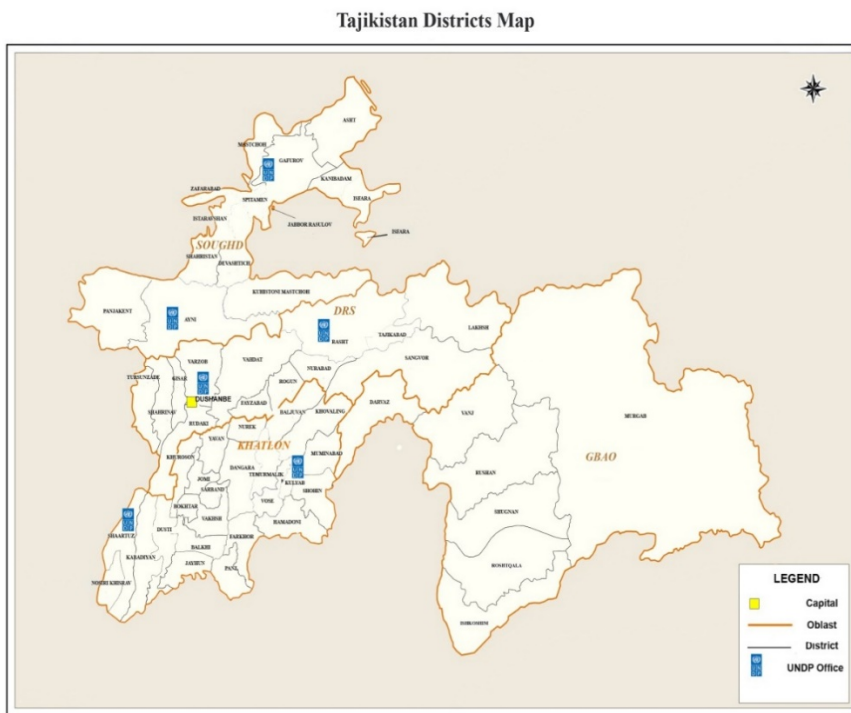 Tajikistan Districts Map
ASHT
MASTCHOH
GAFUROV
KANIBADAM
ZAFARABAD
SPITAMEN
ISFARA
ISTARAVSHAN
JABBOR RASULOV
ISFARA
SOUGHD
SHAHRISTAN
DEVASHTICH
KUHISTONI MASTCHOH
PANJAKENT
AYNI
DRS
RASHT
TAJIKABAD
LAKHSH
VARZOB
VAHDAT
NURABAD
SANGVOR
TURSUNZADE
HISAR
ROGUN
DUSHANBE
FAYZABAD
SHAHRINAV
BALJUVAN
KHOVALING
DARVAZ
VANJ
MURGAB
RUDAKI
NUREK
YAVAN
KHATLON
MUMINABAD
GBAO
KHUROSON
DANGARA
TEMURMALIK
RUSHAN
JOMI
KULYAB
SARBAND
SHOHIN
BOKHTAR
VOSE
VAKHSH
HAMADONI
SHUGNAN
SHAARTUZ
DUSTI
FARKHOR
BALKHI
KABADIYAN
JAYHUN
PANJ
ROSHTQALA
NOSIRI KHISRAV
ISHKOSHIM
LEGEND
Capital
Oblast
District
UNDP Office